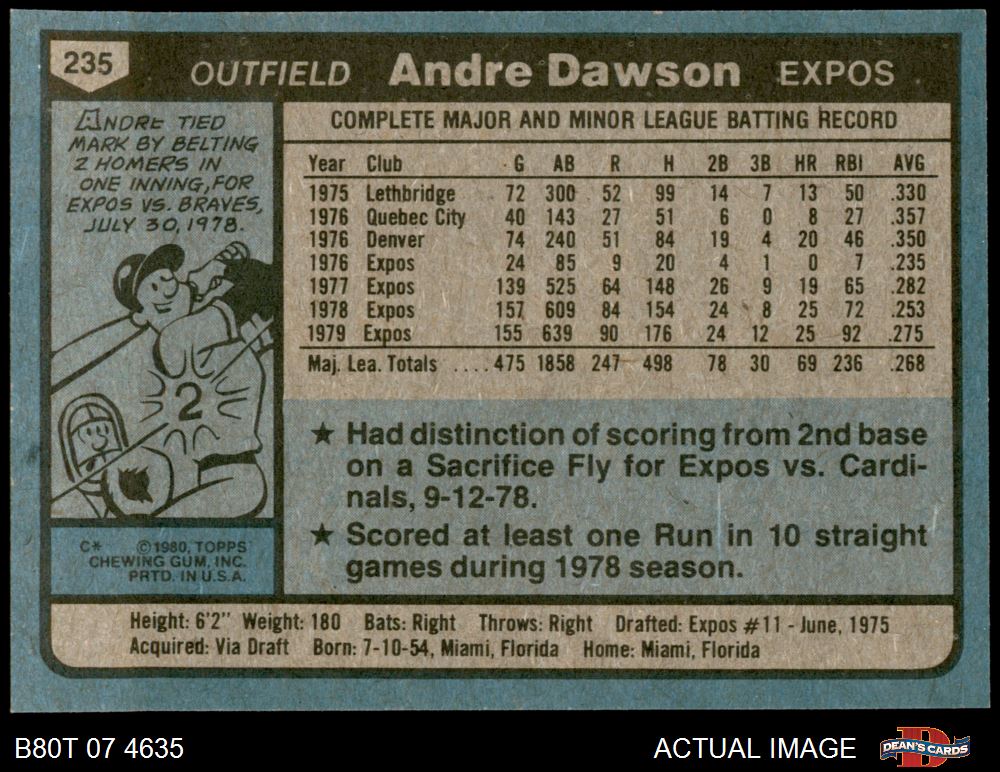 235 OUTFIELD Andre Dawson EXPOS
ANDRE TIED
MARK BY BELTING
2 HOMERS IN
ONE INNING, FOR
EXPOS VS. BRAVES,
JULY 30, 1978.
2
C* ©1980, TOPPS
CHEWING GUM, INC.
PRTD. IN U.S.A.
COMPLETE MAJOR AND MINOR LEAGUE BATTING RECORD
Year Club G AB R H 2B 3B HR RBI AVG
1975 Lethbridge 72 300 52 99 14 7 13 50 .330
1976 Quebec City 40 143 27 51 6 0 8 27 .357
1976 Denver 74 240 51 84 19 4 20 46 .350
1976 Expos 24 85 9 20 4 1 0 7 .235
1977 Expos 139 525 64 148 26 9 19 65 .282
1978 Expos 157 609 84 154 24 8 25 72 .253
1979 Expos 155 639 90 176 24 12 25 92 .275
Maj. Lea. Totals ....475 1858 247 498 78 30 69 236 .268
★ Had distinction of scoring from 2nd base
on a Sacrifice Fly for Expos vs. Cardi-
nals, 9-12-78.
★ Scored at least one Run in 10 straight
games during 1978 season.
Height: 6'2" Weight: 180 Bats: Right Throws: Right Drafted: Expos #11 - June, 1975
Acquired: Via Draft Born: 7-10-54, Miami, Florida Home: Miami, Florida
B80T 07 4635 ACTUAL IMAGE D DEAN'S CARDS